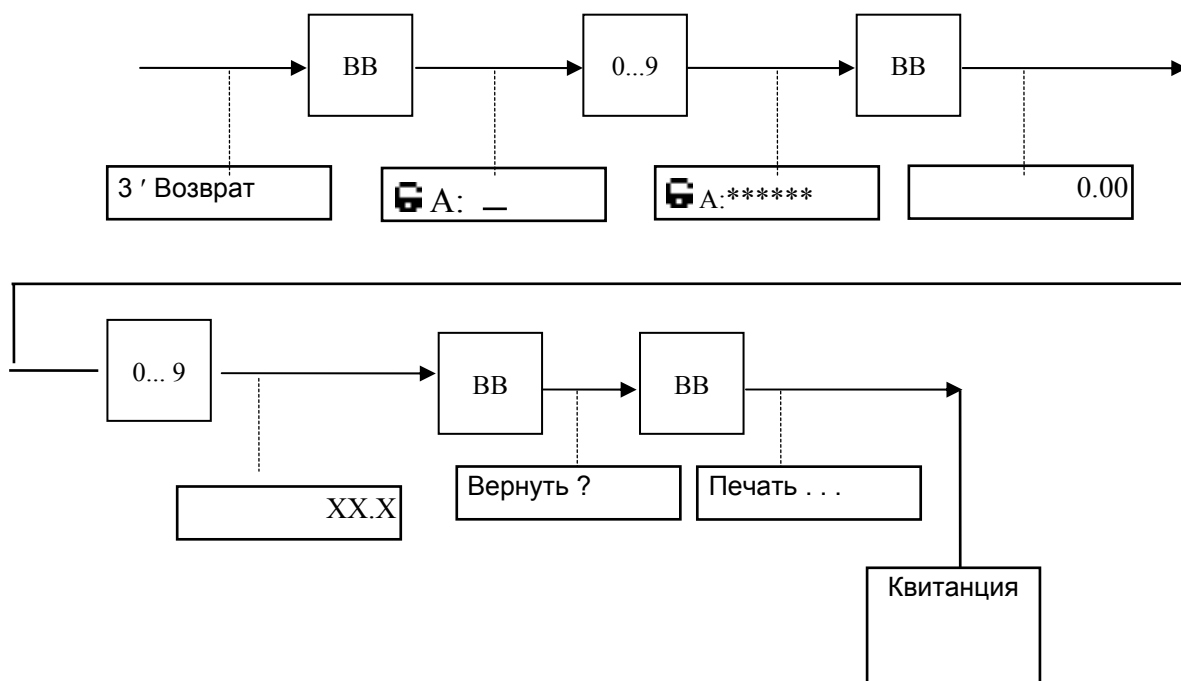 ВВ
0...9
ВВ
3 ′ Возврат
А: _
А:******
0.00
0... 9
ВВ
ВВ
XX.X
Вернуть ?
Печать . . .
Квитанция